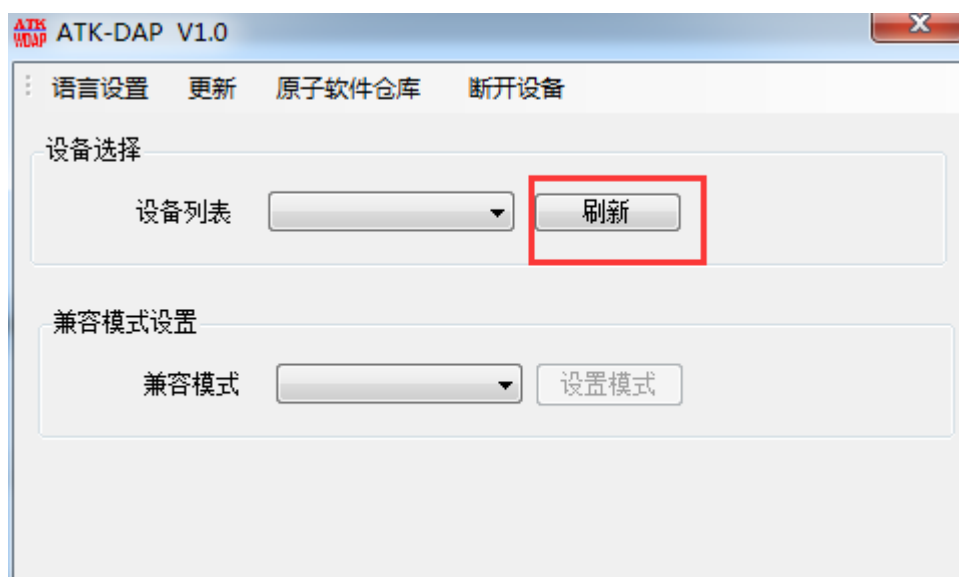 ATK WDAP ATK-DAP V1.0 X
语言设置 更新 原子软件仓库 断开设备
设备选择
设备列表 刷新
兼容模式设置
兼容模式 设置模式